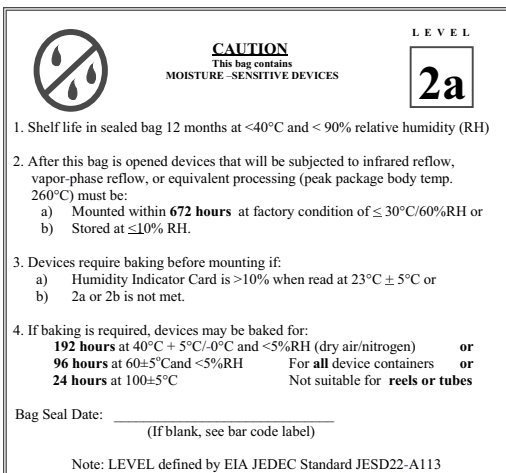 LEVEL
CAUTION
This bag contains
MOISTURE –SENSITIVE DEVICES
2a
1. Shelf life in sealed bag 12 months at <40°C and < 90% relative humidity (RH)
2. After this bag is opened devices that will be subjected to infrared reflow,
vapor-phase reflow, or equivalent processing (peak package body temp.
260°C) must be:
a) Mounted within 672 hours at factory condition of ≤ 30°C/60%RH or
b) Stored at ≤10% RH.
3. Devices require baking before mounting if:
a) Humidity Indicator Card is >10% when read at 23°C ± 5°C or
b) 2a or 2b is not met.
4. If baking is required, devices may be baked for:
192 hours at 40°C + 5°C/-0°C and <5%RH (dry air/nitrogen) or
96 hours at 60±5°Cand <5%RH For all device containers or
24 hours at 100±5°C Not suitable for reels or tubes
Bag Seal Date: ______________________________
(If blank, see bar code label)
Note: LEVEL defined by EIA JEDEC Standard JESD22-A113